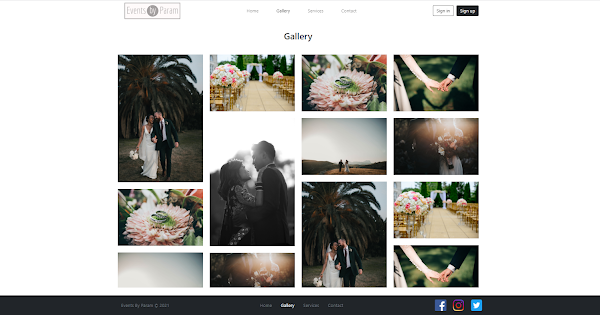 Events by Param
Home Gallery Services Contact
Sign in Sign up
Gallery
Events By Param © 2021
Home Gallery Services Contact